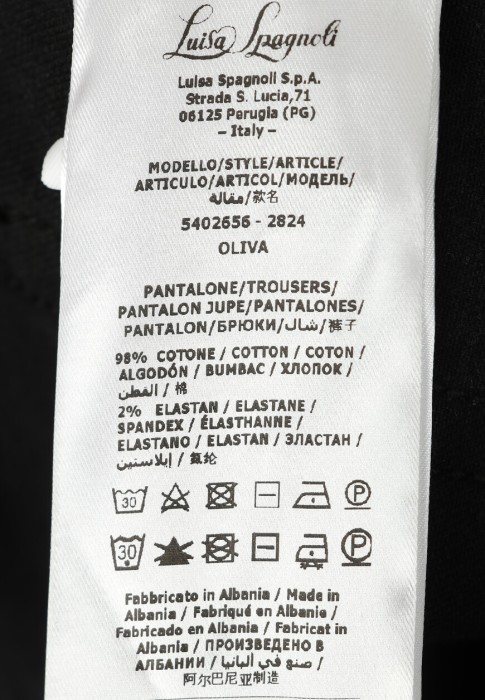 Luisa Spagnoli
Luisa Spagnoli S.p.A.
Strada S. Lucia,71
06125 Perugia (PG)
– Italy –
MODELLO/STYLE/ARTICLE/
ARTICULO/ARTICOL/МОДЕЛЬ/
مقالة/款名
5402656 - 2824
OLIVA
PANTALONE/TROUSERS/
PANTALON JUPE/PANTALONES/
PANTALON/БРЮКИ/شال/裤子
98% COTONE / COTTON / COTON /
ALGODÓN / BUMBAC / ХЛОПОК /
القطن / 棉
2% ELASTAN / ELASTANE /
SPANDEX / ÉLASTHANNE /
ELASTANO / ELASTAN / ЭЛАСТАН /
إيلاستين / 氨纶
30 P
30 P
Fabbricato in Albania / Made in
Albania / Fabriqué en Albanie /
Fabricado en Albania / Fabricat in
Albania / ПРОИЗВЕДЕНО В
АЛБАНИИ / صنع في ألبانيا /
阿尔巴尼亚制造